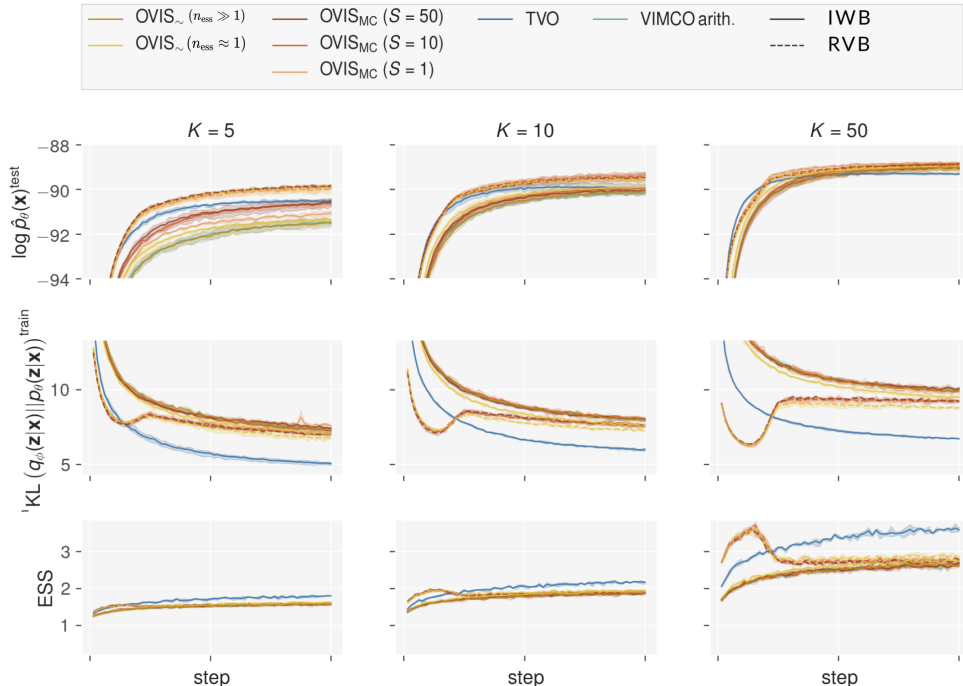 OVIS∼ (n_ess ≫ 1) OVIS_MC (S = 50) TVO VIMCO arith. IWB
OVIS∼ (n_ess ≈ 1) OVIS_MC (S = 10) RVB
OVIS_MC (S = 1)
K = 5 K = 10 K = 50
log p̂_θ(x)^test
−88
−90
−92
−94
KL (q_ϕ(z|x)||p_θ(z|x))^train
10
5
ESS
3
2
1
step step step